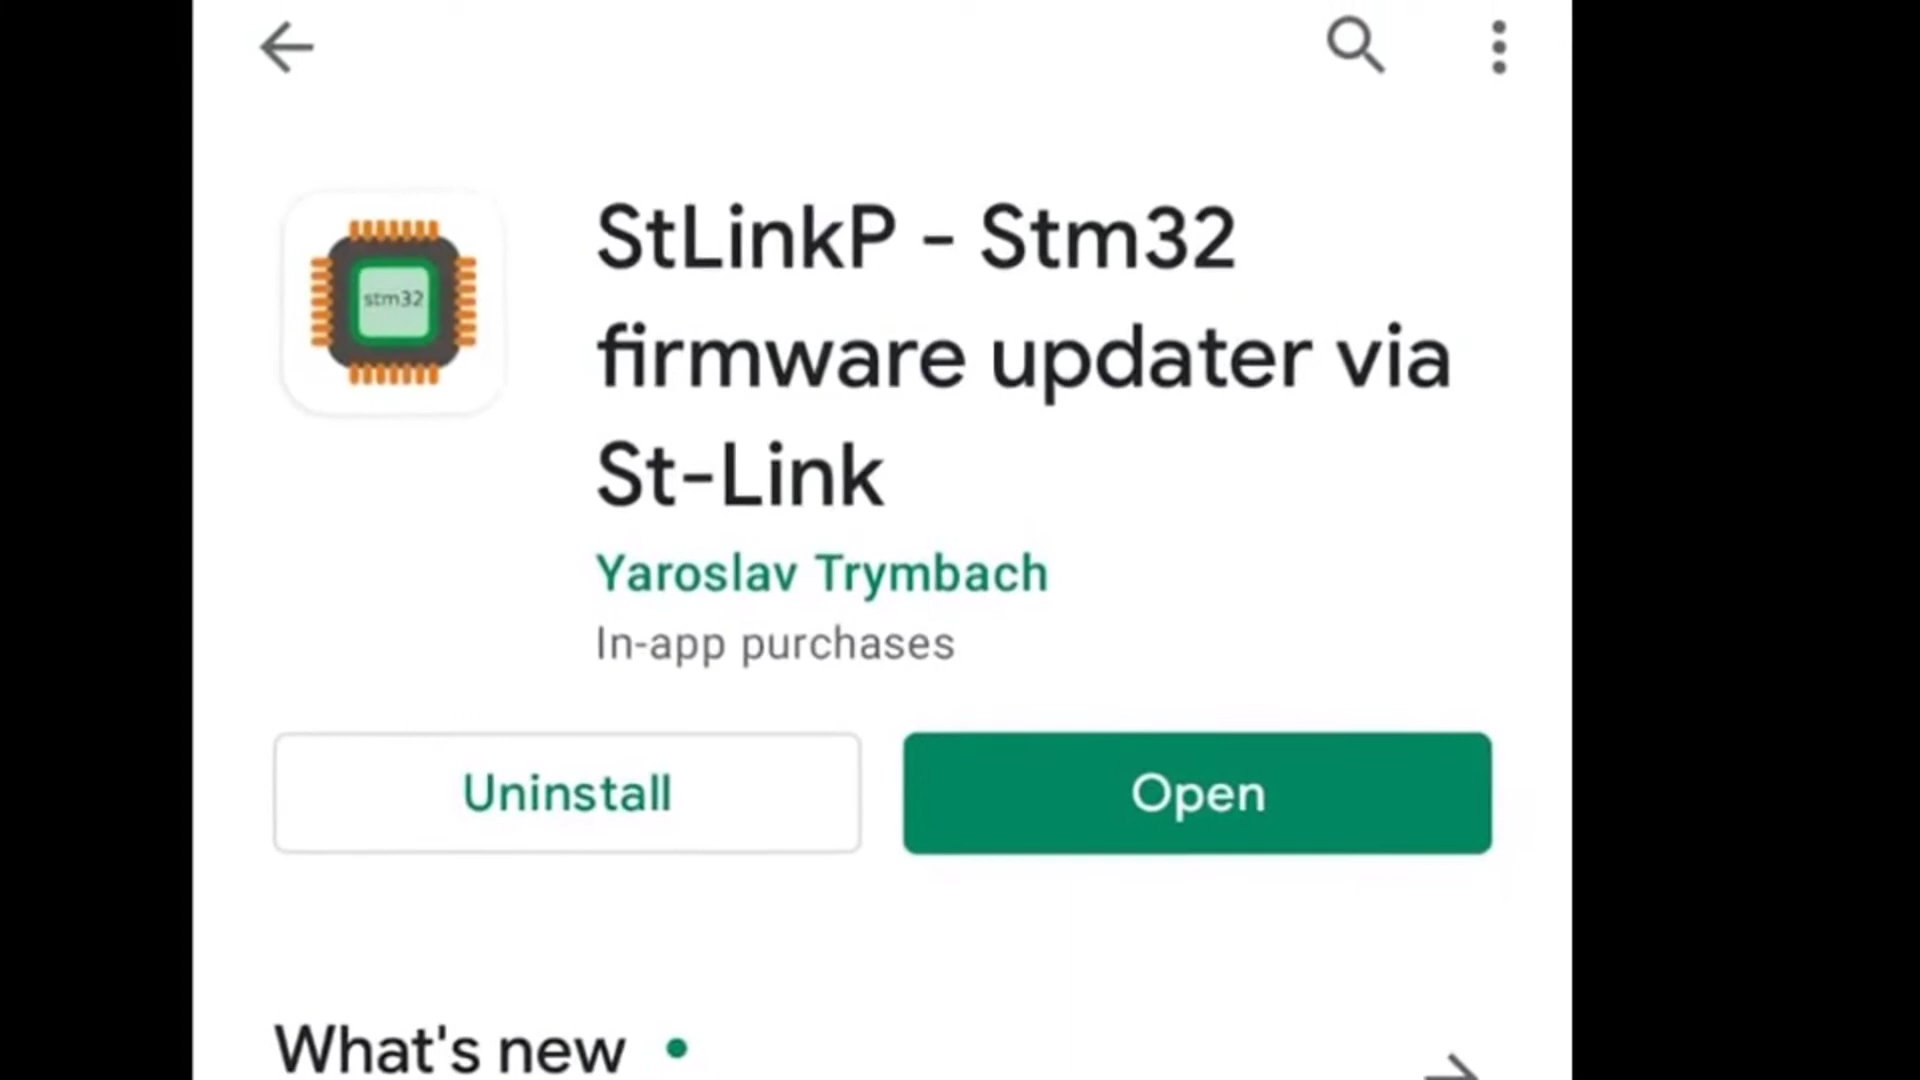 stm32
StLinkP - Stm32
firmware updater via
St-Link
Yaroslav Trymbach
In-app purchases
Uninstall
Open
What's new